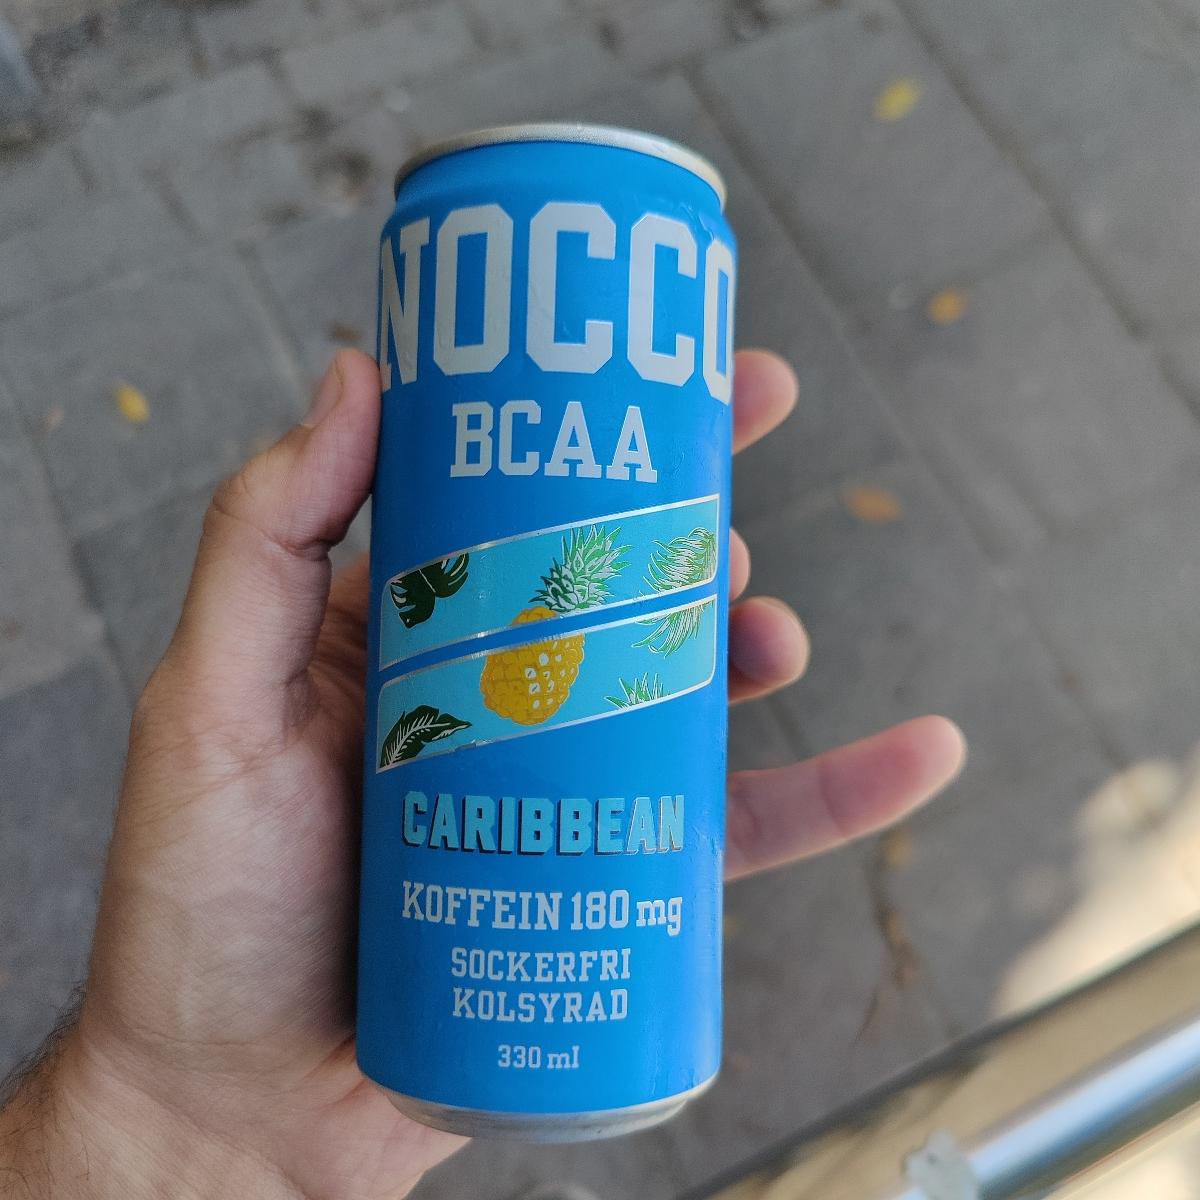 NOCCO
BCAA
CARIBBEAN
KOFFEIN 180 mg
SOCKERFRI
KOLSYRAD
330 ml